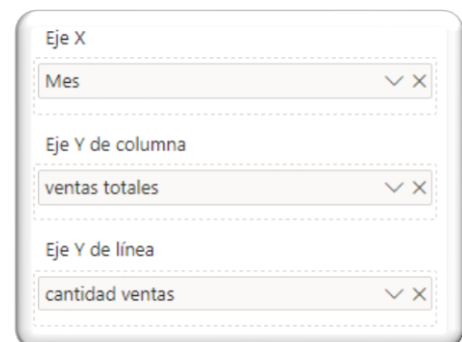 Eje X
Mes
Eje Y de columna
ventas totales
Eje Y de línea
cantidad ventas